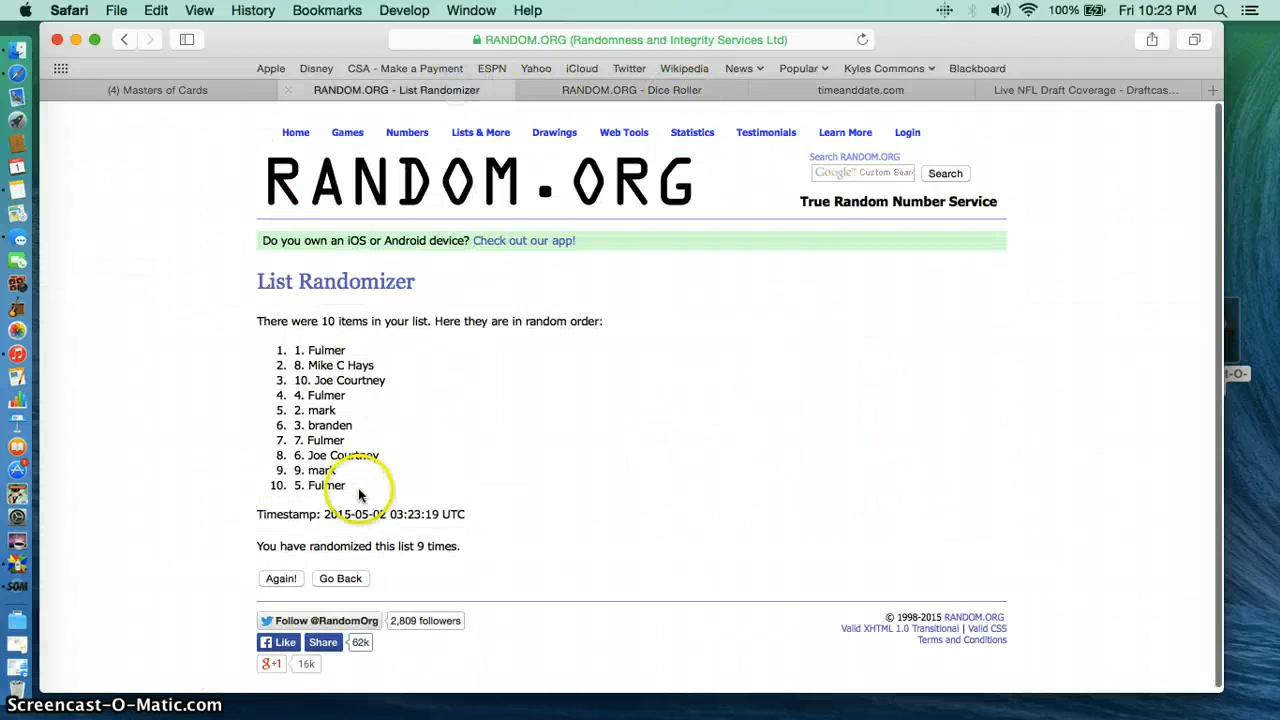 Safari File Edit View History Bookmarks Develop Window Help 100% Fri 10:23 PM
RANDOM.ORG (Randomness and Integrity Services Ltd)
Apple Disney CSA - Make a Payment ESPN Yahoo iCloud Twitter Wikipedia News Popular Kyles Commons Blackboard
(4) Masters of Cards RANDOM.ORG - List Randomizer RANDOM.ORG - Dice Roller timeanddate.com Live NFL Draft Coverage - Draftcas...
Home Games Numbers Lists & More Drawings Web Tools Statistics Testimonials Learn More Login
Search RANDOM.ORG
Google™ Custom Sear Search
RANDOM.ORG
True Random Number Service
Do you own an iOS or Android device? Check out our app!
List Randomizer
There were 10 items in your list. Here they are in random order:
1. 1. Fulmer
2. 8. Mike C Hays
3. 10. Joe Courtney
4. 4. Fulmer
5. 2. mark
6. 3. branden
7. 7. Fulmer
8. 6. Joe Courtney
9. 9. mark
10. 5. Fulmer
Timestamp: 2015-05-02 03:23:19 UTC
You have randomized this list 9 times.
Again! Go Back
Follow @RandomOrg 2,809 followers
Like Share 62k
g+1 16k
© 1998-2015 RANDOM.ORG
Valid XHTML 1.0 Transitional | Valid CSS
Terms and Conditions
Screencast-O-Matic.com